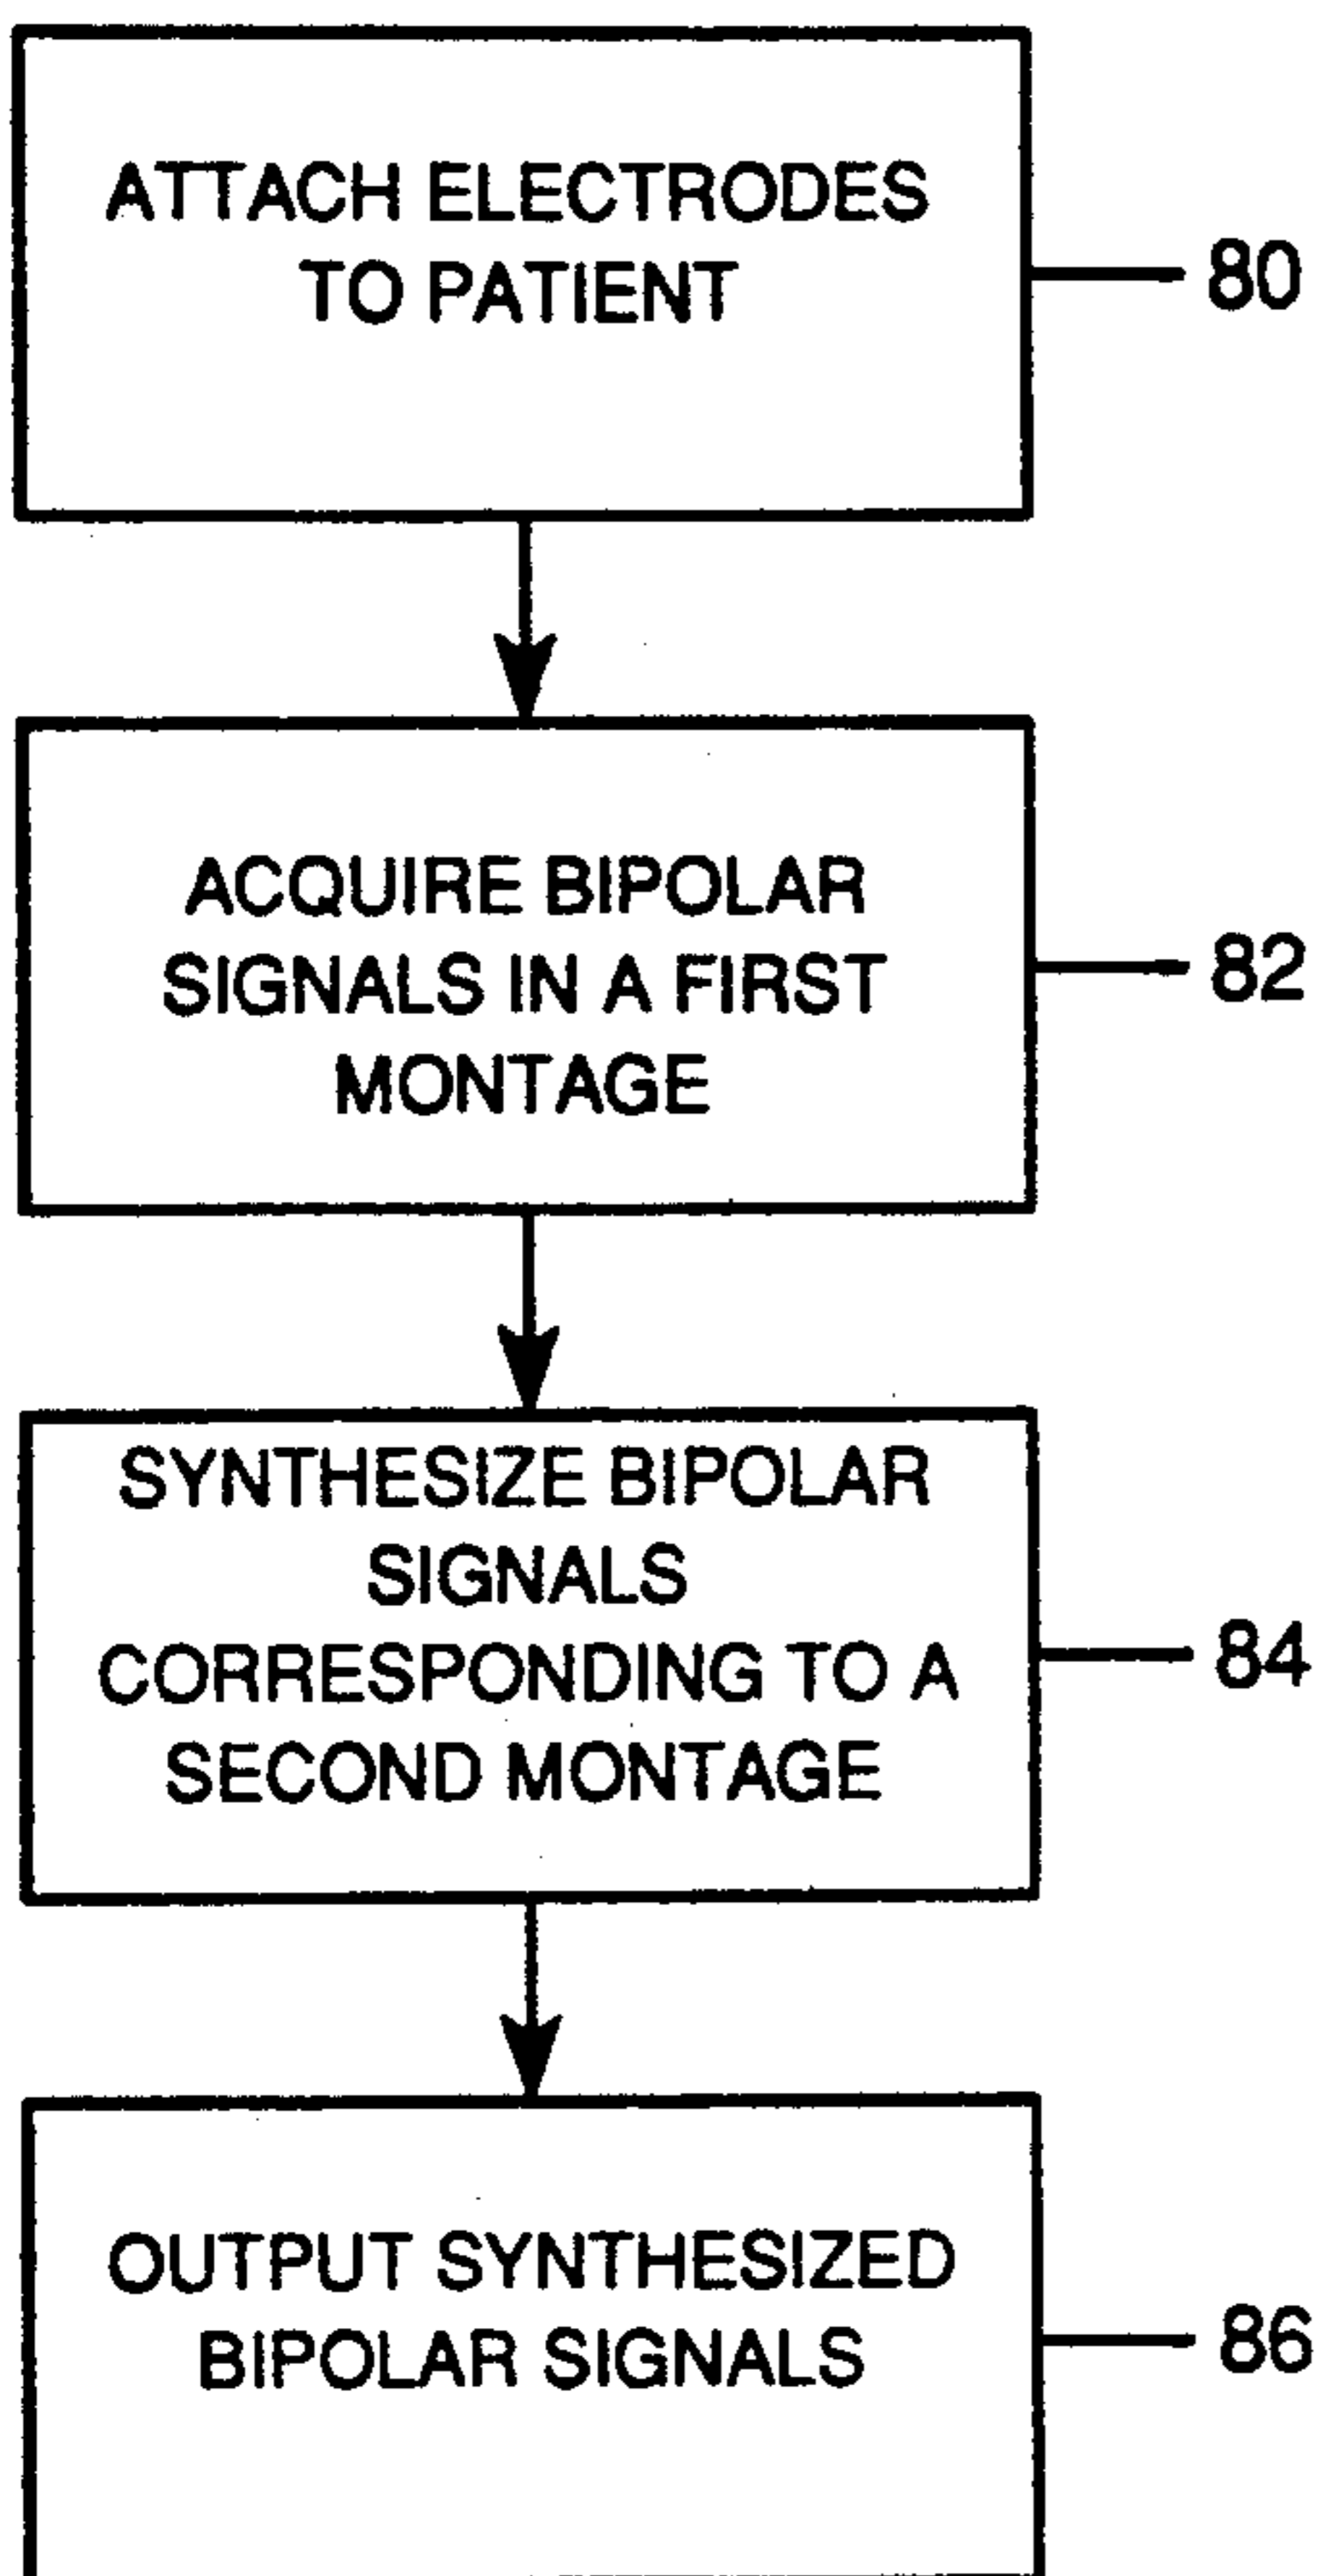 ATTACH ELECTRODES
TO PATIENT
80
ACQUIRE BIPOLAR
SIGNALS IN A FIRST
MONTAGE
82
SYNTHESIZE BIPOLAR
SIGNALS
CORRESPONDING TO A
SECOND MONTAGE
84
OUTPUT SYNTHESIZED
BIPOLAR SIGNALS
86